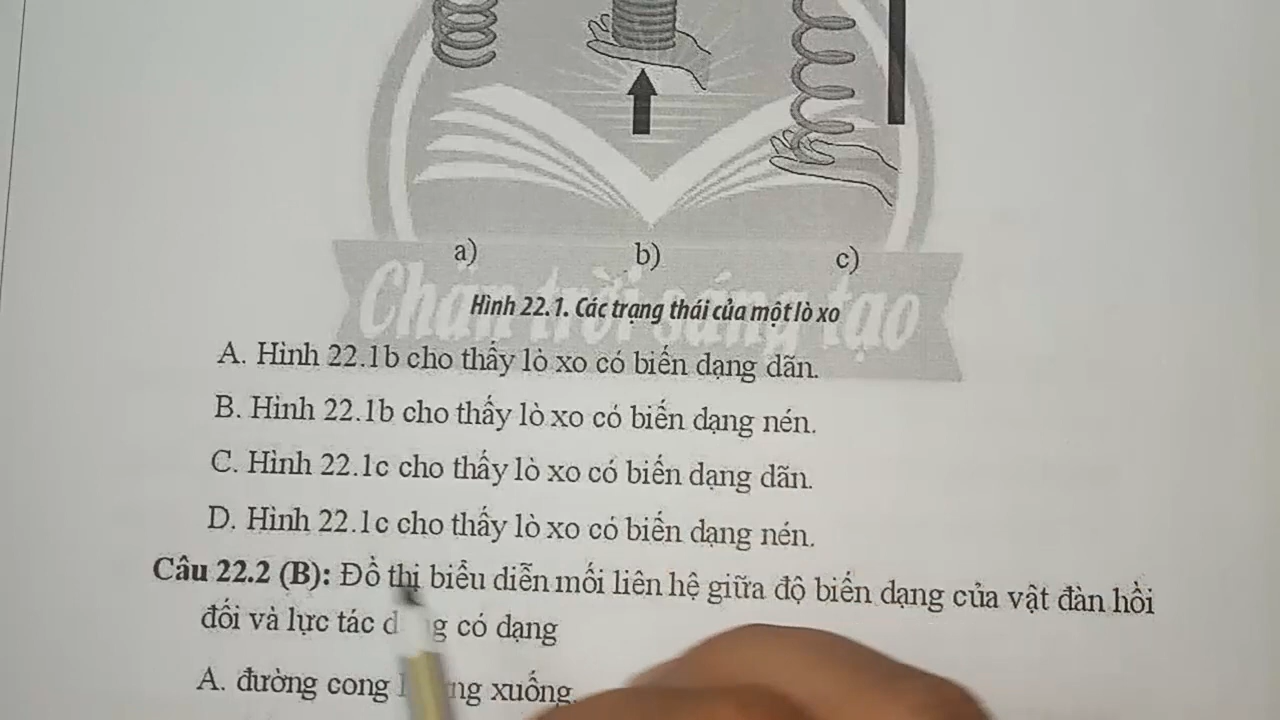 a) b) c)
Chân trời sáng tạo
Hình 22.1. Các trạng thái của một lò xo
A. Hình 22.1b cho thấy lò xo có biến dạng dãn.
B. Hình 22.1b cho thấy lò xo có biến dạng nén.
C. Hình 22.1c cho thấy lò xo có biến dạng dãn.
D. Hình 22.1c cho thấy lò xo có biến dạng nén.
Câu 22.2 (B): Đồ thị biểu diễn mối liên hệ giữa độ biến dạng của vật đàn hồi
đối và lực tác có dạng
A. đường cong xuống.